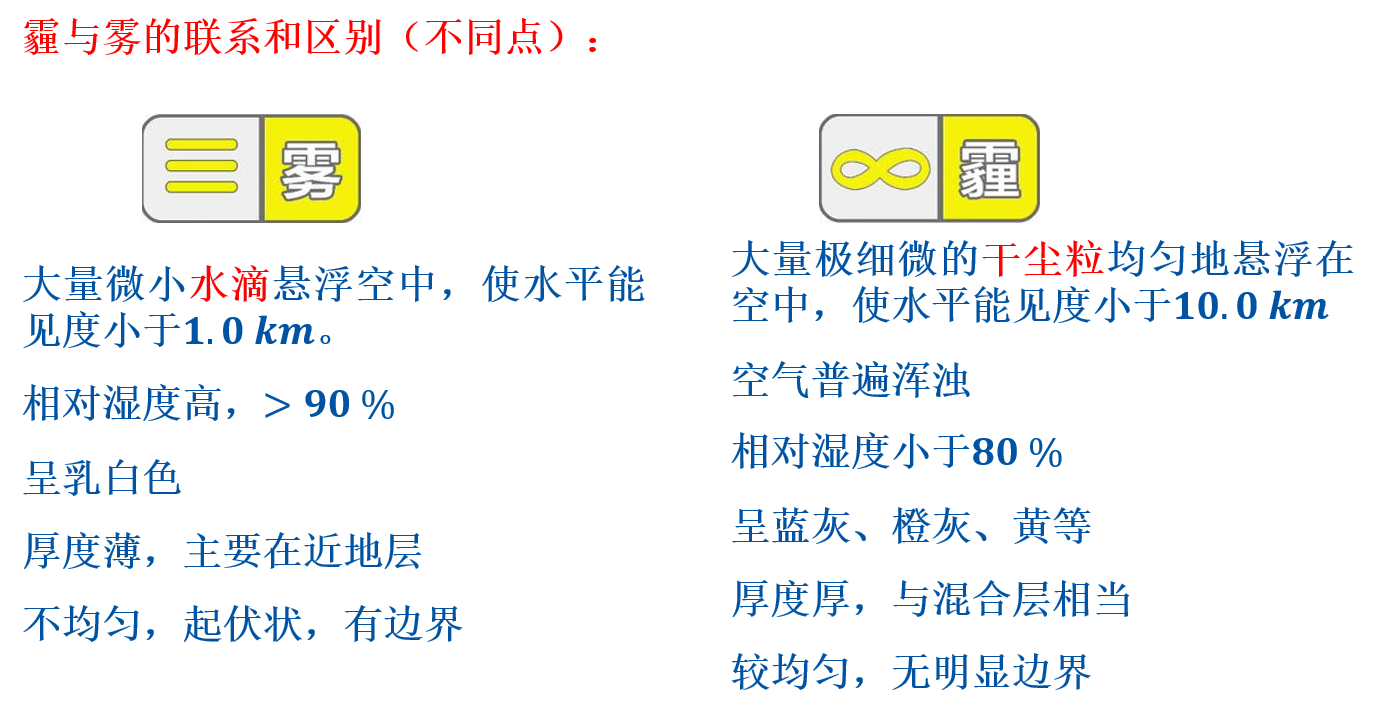 霾与雾的联系和区别（不同点）：
雾
大量微小水滴悬浮空中，使水平能
见度小于1.0 km。
相对湿度高，> 90 %
呈乳白色
厚度薄，主要在近地层
不均匀，起伏状，有边界
霾
大量极细微的干尘粒均匀地悬浮在
空中，使水平能见度小于10.0 km
空气普遍浑浊
相对湿度小于80 %
呈蓝灰、橙灰、黄等
厚度厚，与混合层相当
较均匀，无明显边界